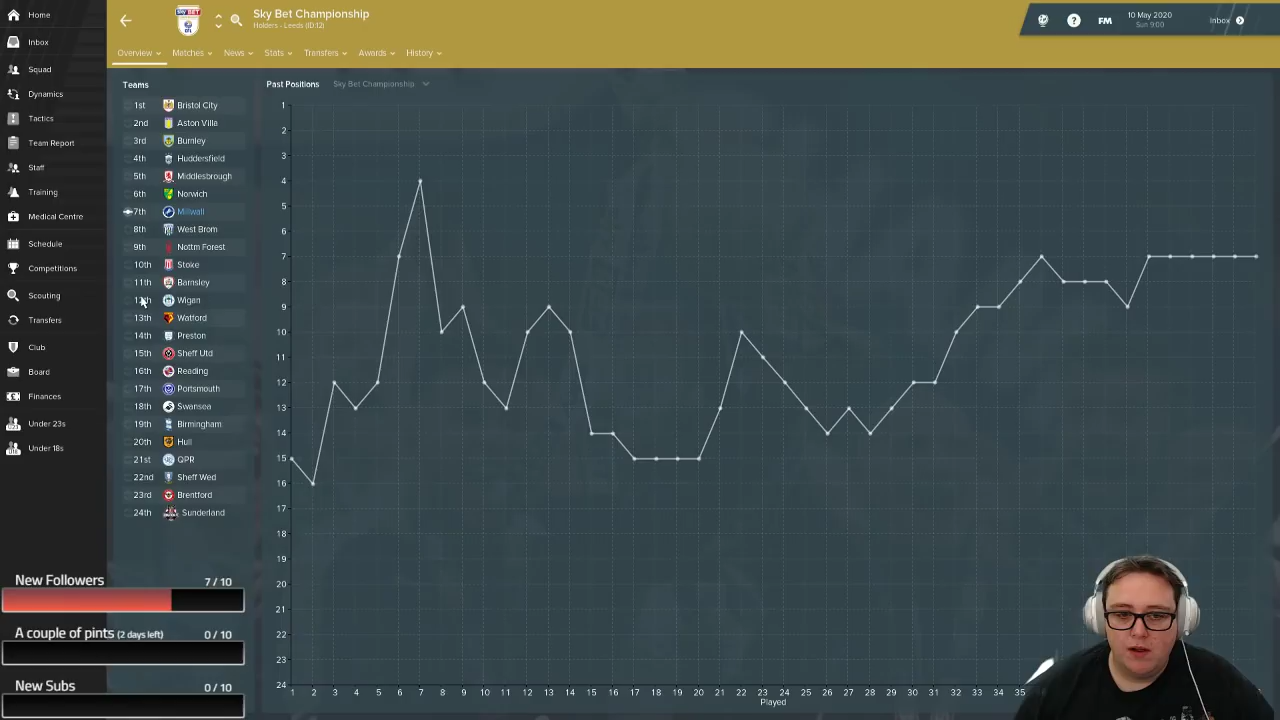 Home
Inbox
Squad
Dynamics
Tactics
Team Report
Staff
Training
Medical Centre
Schedule
Competitions
Scouting
Transfers
Club
Board
Finances
Under 23s
Under 18s
SKY BET
EFL
Sky Bet Championship
Holders - Leeds (ID:12)
? FM
10 May 2020
Sun 9:00
Inbox
Overview Matches News Stats Transfers Awards History
Teams
1st Bristol City
2nd Aston Villa
3rd Burnley
4th Huddersfield
5th Middlesbrough
6th Norwich
7th Millwall
8th West Brom
9th Nottm Forest
10th Stoke
11th Barnsley
12th Wigan
13th Watford
14th Preston
15th Sheff Utd
16th Reading
17th Portsmouth
18th Swansea
19th Birmingham
20th Hull
21st QPR
22nd Sheff Wed
23rd Brentford
24th Sunderland
Past Positions Sky Bet Championship
1
2
3
4
5
6
7
8
9
10
11
12
13
14
15
16
17
18
19
20
21
22
23
24
1 2 3 4 5 6 7 8 9 10 11 12 13 14 15 16 17 18 19 20 21 22 23 24 25 26 27 28 29 30 31 32 33 34 35
Played
New Followers 7 / 10
A couple of pints (2 days left) 0 / 10
New Subs 0 / 10